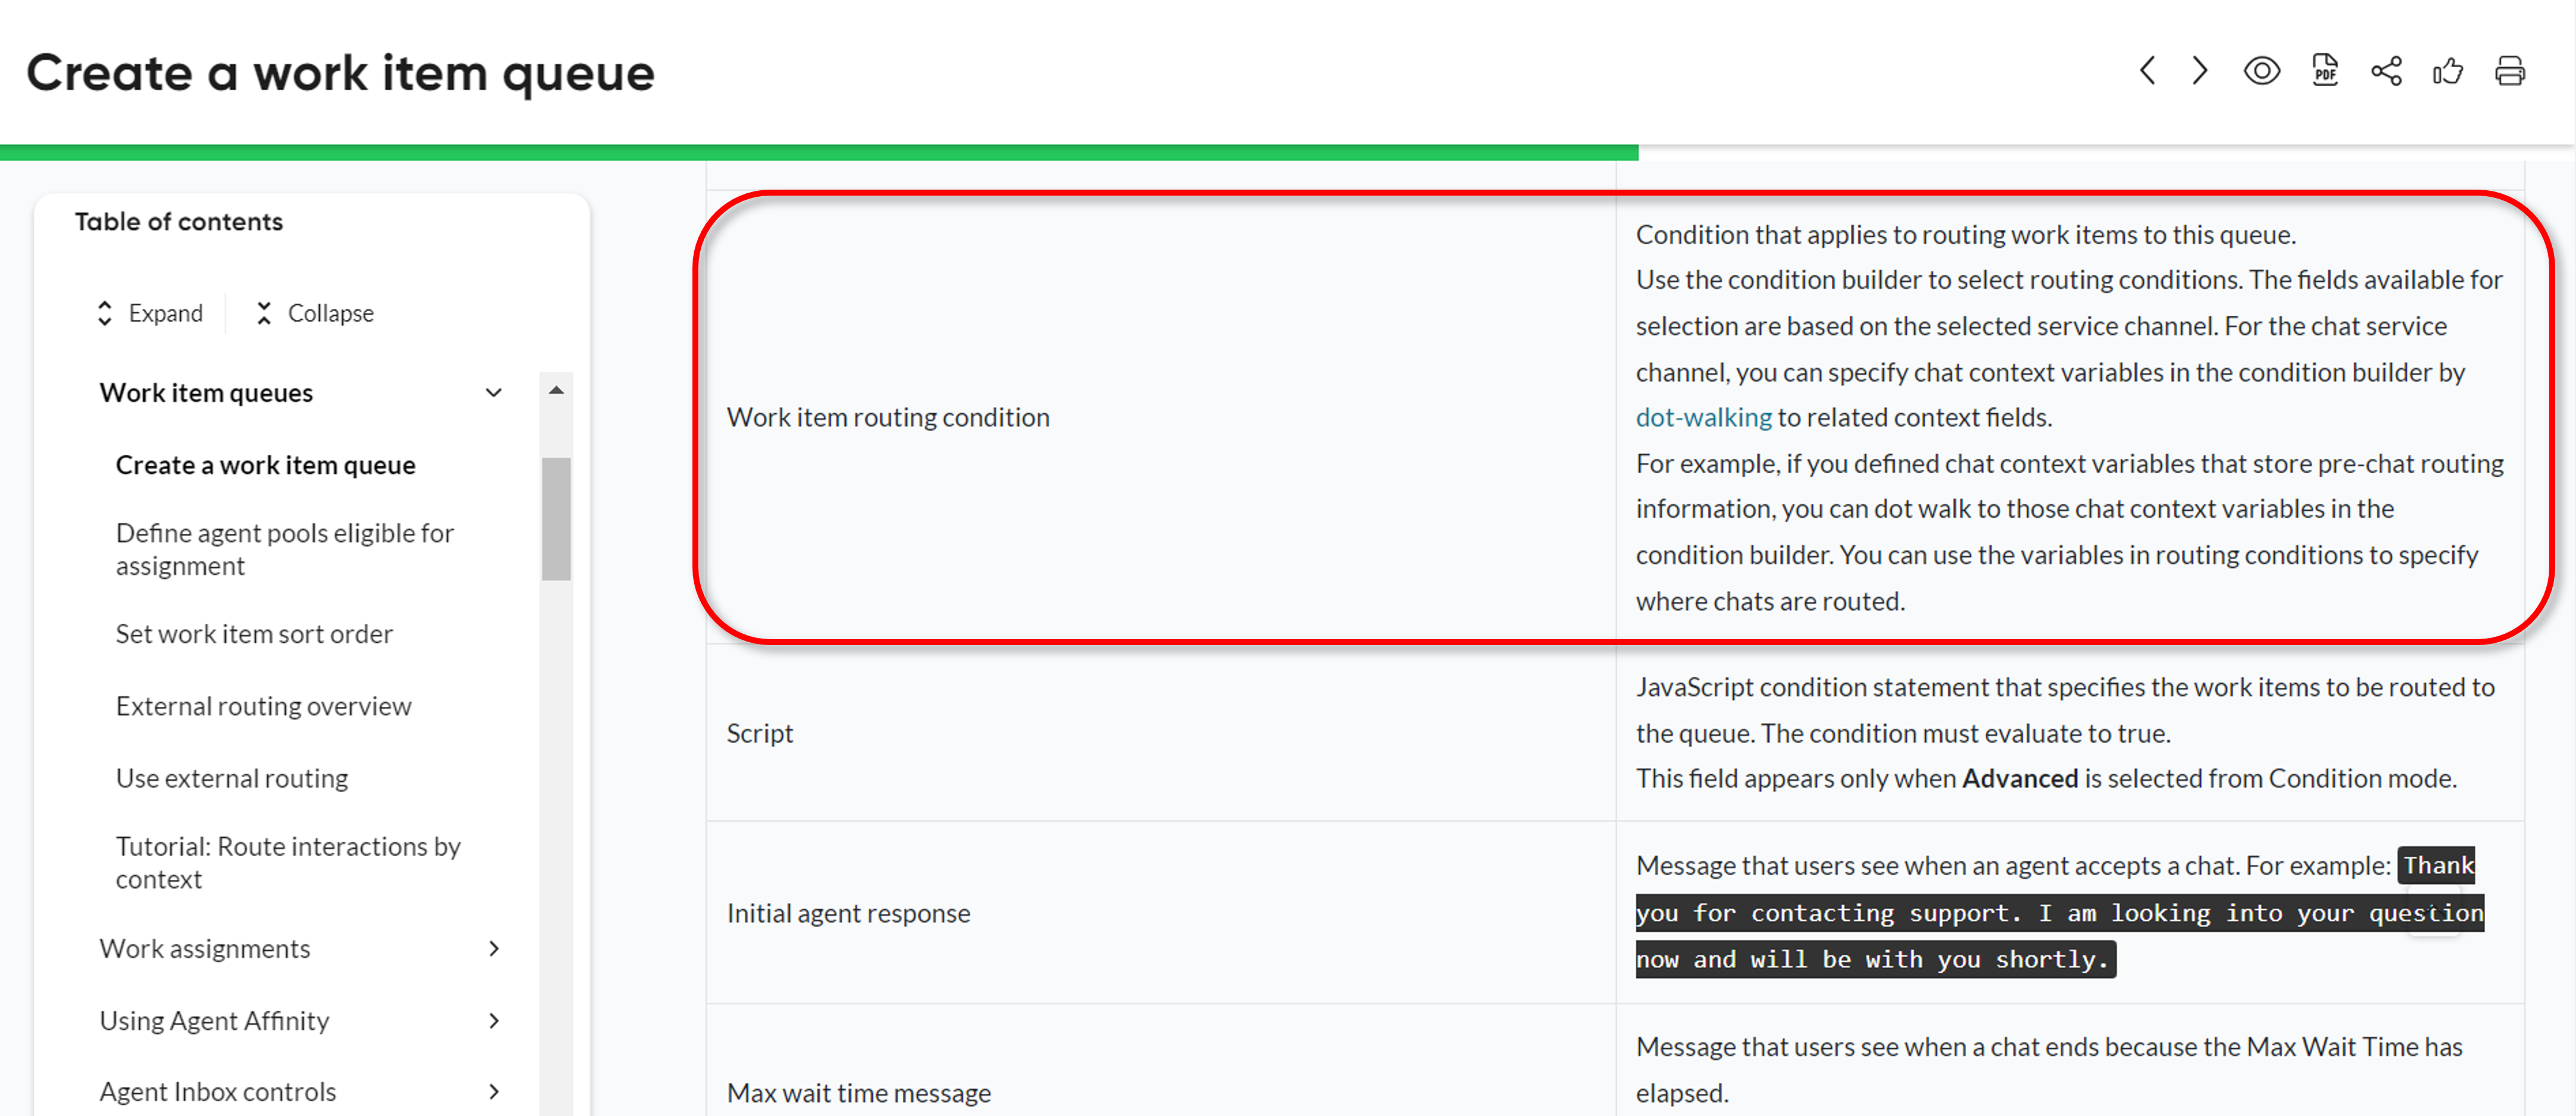 Create a work item queue
PDF
Table of contents
Expand
Collapse
Work item queues
Create a work item queue
Define agent pools eligible for
assignment
Set work item sort order
External routing overview
Use external routing
Tutorial: Route interactions by
context
Work assignments
Using Agent Affinity
Agent Inbox controls
Work item routing condition
Condition that applies to routing work items to this queue.
Use the condition builder to select routing conditions. The fields available for
selection are based on the selected service channel. For the chat service
channel, you can specify chat context variables in the condition builder by
dot-walking to related context fields.
For example, if you defined chat context variables that store pre-chat routing
information, you can dot walk to those chat context variables in the
condition builder. You can use the variables in routing conditions to specify
where chats are routed.
Script
JavaScript condition statement that specifies the work items to be routed to
the queue. The condition must evaluate to true.
This field appears only when Advanced is selected from Condition mode.
Initial agent response
Message that users see when an agent accepts a chat. For example: Thank
you for contacting support. I am looking into your question
now and will be with you shortly.
Max wait time message
Message that users see when a chat ends because the Max Wait Time has
elapsed.